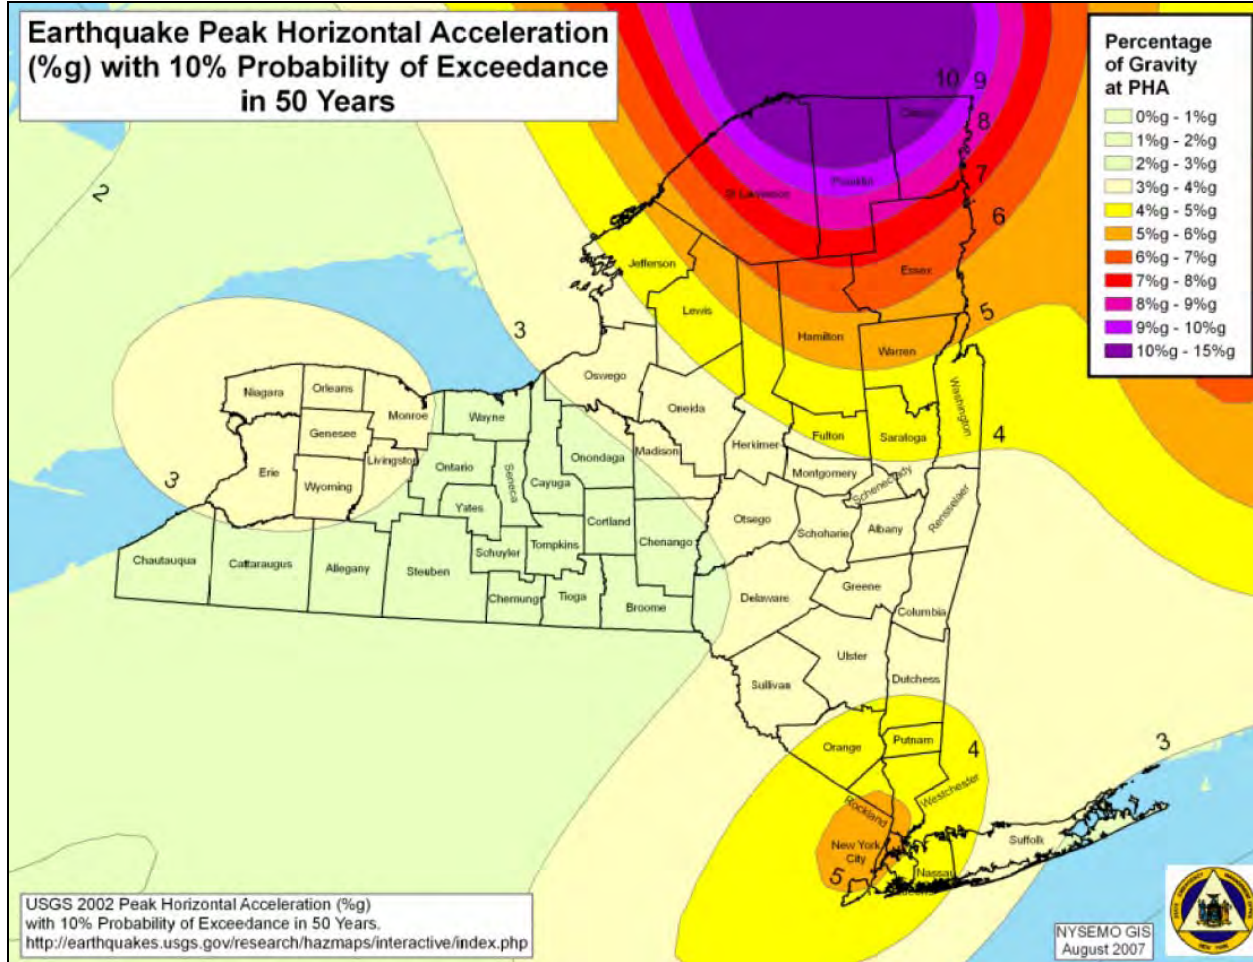 Earthquake Peak Horizontal Acceleration
(%g) with 10% Probability of Exceedance
in 50 Years
Percentage
of Gravity
at PHA
0%g - 1%g
1%g - 2%g
2%g - 3%g
3%g - 4%g
4%g - 5%g
5%g - 6%g
6%g - 7%g
7%g - 8%g
8%g - 9%g
9%g - 10%g
10%g - 15%g
10
9
8
7
6
5
4
2
3
3
4
3
5
Clinton
Franklin
St Lawrence
Essex
Jefferson
Lewis
Hamilton
Warren
Washington
Oswego
Oneida
Herkimer
Fulton
Saratoga
Niagara
Orleans
Monroe
Wayne
Genesee
Erie
Wyoming
Livingston
Ontario
Seneca
Cayuga
Onondaga
Madison
Montgomery
Schenectady
Rensselaer
Yates
Cortland
Chenango
Otsego
Schoharie
Albany
Chautauqua
Cattaraugus
Allegany
Steuben
Schuyler
Tompkins
Chemung
Tioga
Broome
Delaware
Greene
Columbia
Ulster
Sullivan
Dutchess
Orange
Putnam
Westchester
Rockland
New York
City
Nassau
Suffolk
USGS 2002 Peak Horizontal Acceleration (%g)
with 10% Probability of Exceedance in 50 Years.
http://earthquakes.usgs.gov/research/hazmaps/interactive/index.php
NYSEMO GIS
August 2007